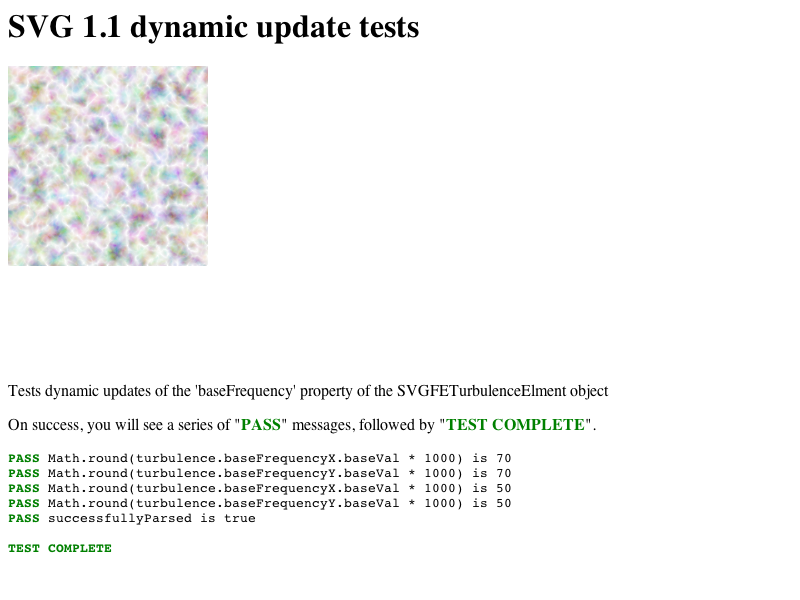 SVG 1.1 dynamic update tests
Tests dynamic updates of the 'baseFrequency' property of the SVGFETurbulenceElment object
On success, you will see a series of "PASS" messages, followed by "TEST COMPLETE".
PASS Math.round(turbulence.baseFrequencyX.baseVal * 1000) is 70
PASS Math.round(turbulence.baseFrequencyY.baseVal * 1000) is 70
PASS Math.round(turbulence.baseFrequencyX.baseVal * 1000) is 50
PASS Math.round(turbulence.baseFrequencyY.baseVal * 1000) is 50
PASS successfullyParsed is true
TEST COMPLETE